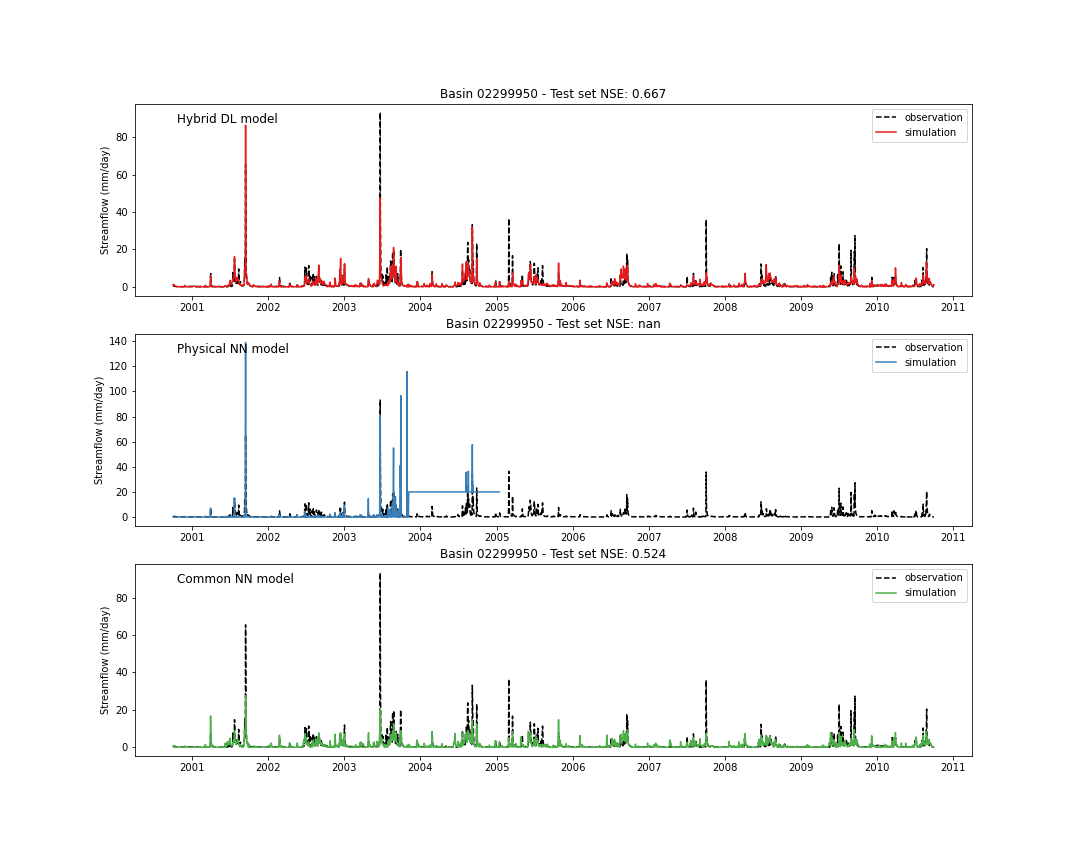 Basin 02299950 - Test set NSE: 0.667
Hybrid DL model
observation
simulation
Streamflow (mm/day)
80
60
40
20
0
2001 2002 2003 2004 2005 2006 2007 2008 2009 2010 2011
Basin 02299950 - Test set NSE: nan
Physical NN model
observation
simulation
Streamflow (mm/day)
140
120
100
80
60
40
20
0
2001 2002 2003 2004 2005 2006 2007 2008 2009 2010 2011
Basin 02299950 - Test set NSE: 0.524
Common NN model
observation
simulation
Streamflow (mm/day)
80
60
40
20
0
2001 2002 2003 2004 2005 2006 2007 2008 2009 2010 2011